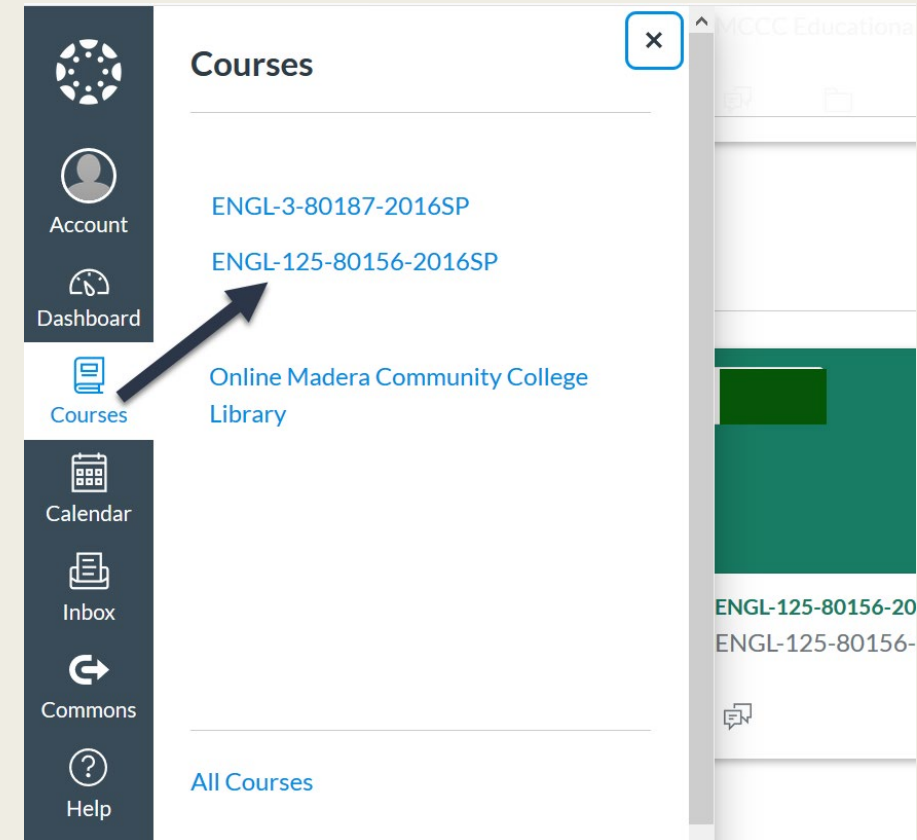 Courses
×
Account
Dashboard
Courses
Calendar
Inbox
Commons
Help
ENGL-3-80187-2016SP
ENGL-125-80156-2016SP
Online Madera Community College
Library
All Courses
MCCC Educationa
ENGL-125-80156-20
ENGL-125-80156-